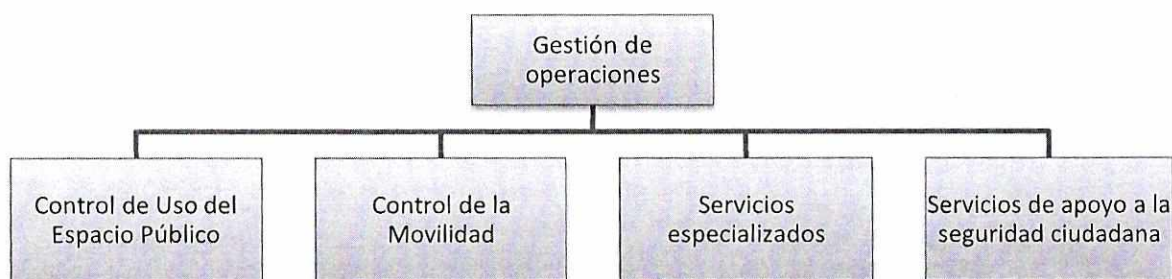 Gestión de
operaciones
Control de Uso del
Espacio Público
Control de la
Movilidad
Servicios
especializados
Servicios de apoyo a la
seguridad ciudadana